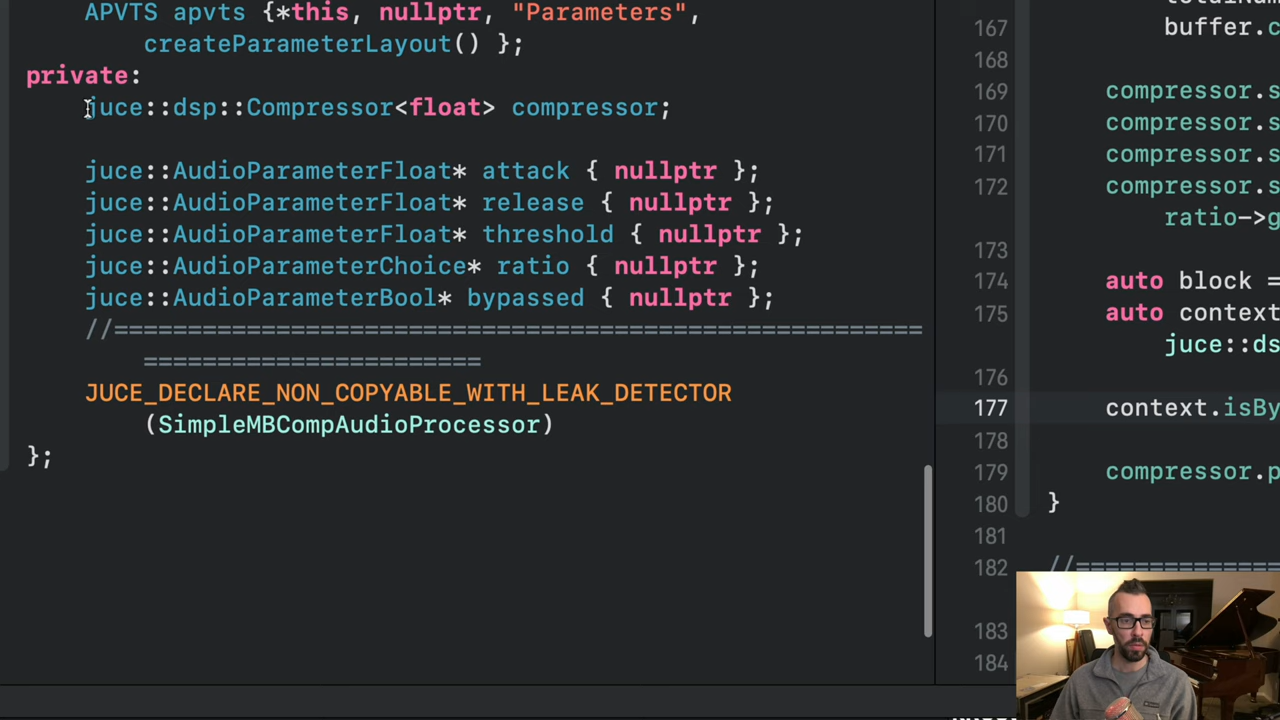 APVTS apvts {*this, nullptr, "Parameters",
createParameterLayout() };
private:
juce::dsp::Compressor<float> compressor;
juce::AudioParameterFloat* attack { nullptr };
juce::AudioParameterFloat* release { nullptr };
juce::AudioParameterFloat* threshold { nullptr };
juce::AudioParameterChoice* ratio { nullptr };
juce::AudioParameterBool* bypassed { nullptr };
//=======================================================
=======================
JUCE_DECLARE_NON_COPYABLE_WITH_LEAK_DETECTOR
(SimpleMBCompAudioProcessor)
};
167
buffer.c
168
169 compressor.s
170 compressor.s
171 compressor.s
172 compressor.s
ratio->g
173
174 auto block =
175 auto context
juce::ds
176
177 context.isBy
178
179 compressor.p
180 }
181
182 //==============
183
184